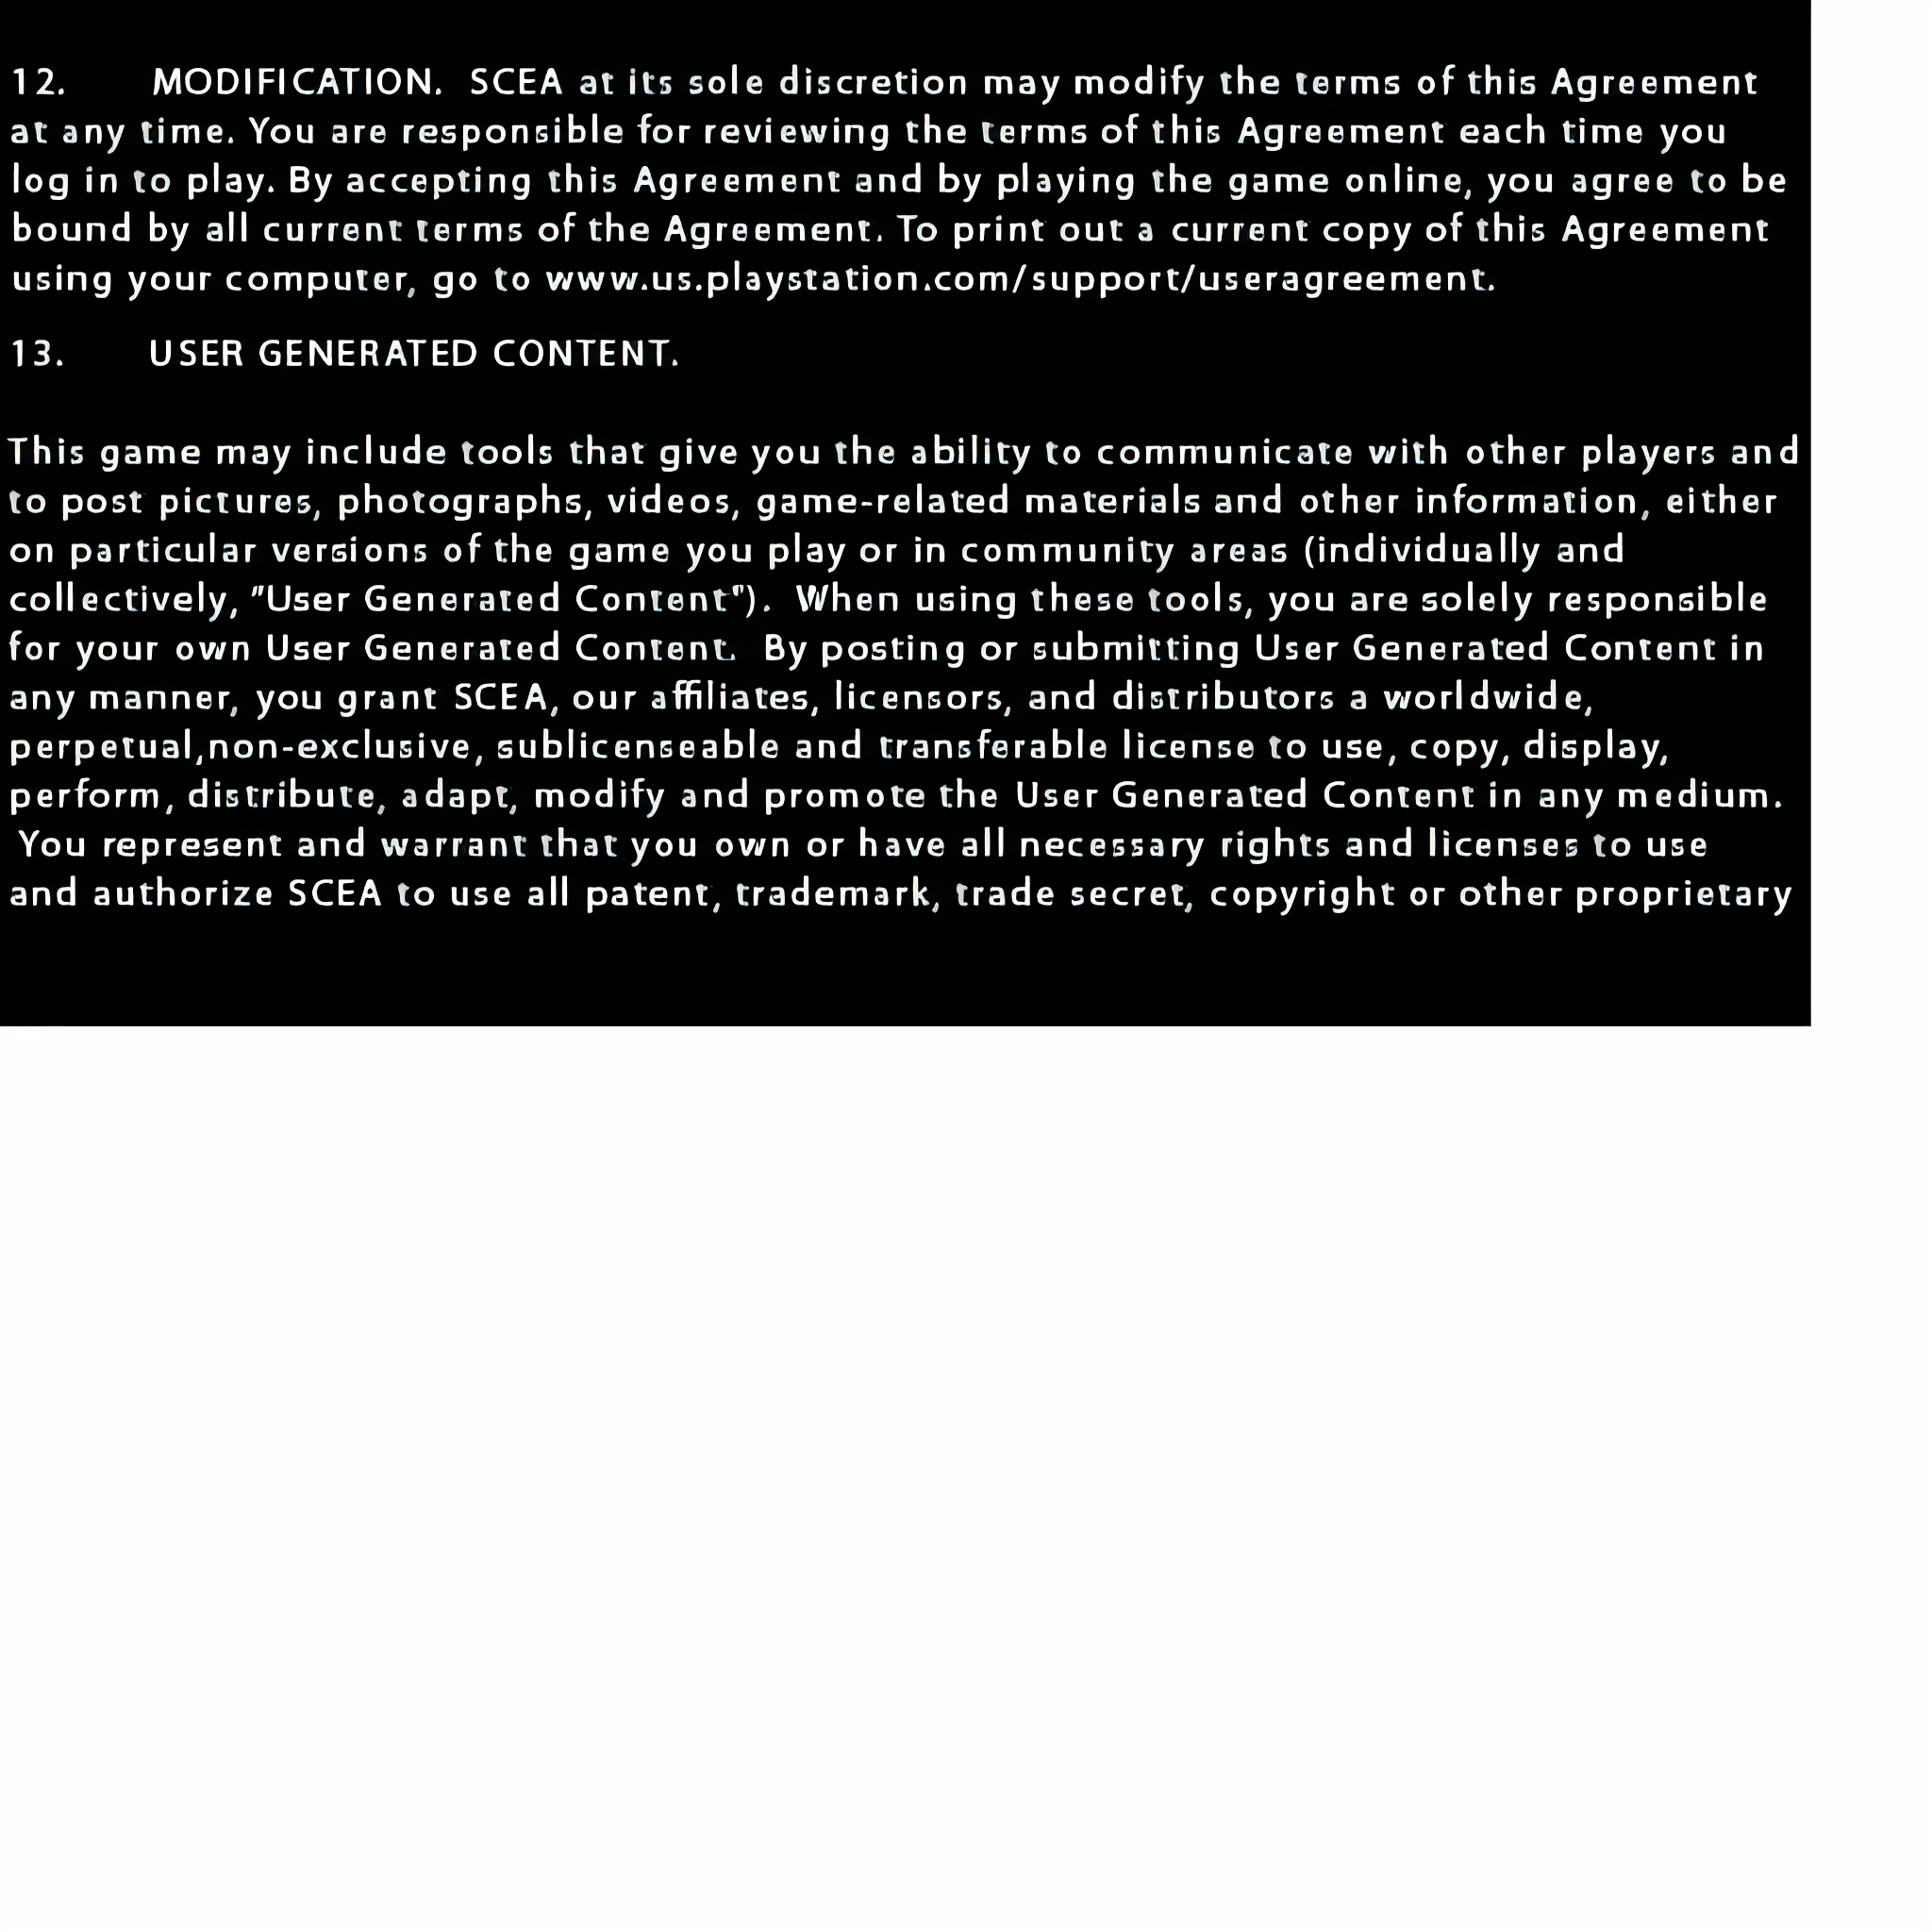 12. MODIFICATION. SCEA at its sole discretion may modify the terms of this Agreement
at any time. You are responsible for reviewing the terms of this Agreement each time you
log in to play. By accepting this Agreement and by playing the game online, you agree to be
bound by all current terms of the Agreement. To print out a current copy of this Agreement
using your computer, go to www.us.playstation.com/support/useragreement.
13. USER GENERATED CONTENT.
This game may include tools that give you the ability to communicate with other players and
to post pictures, photographs, videos, game-related materials and other information, either
on particular versions of the game you play or in community areas (individually and
collectively, "User Generated Content"). When using these tools, you are solely responsible
for your own User Generated Content. By posting or submitting User Generated Content in
any manner, you grant SCEA, our affiliates, licensors, and distributors a worldwide,
perpetual,non-exclusive, sublicenseable and transferable license to use, copy, display,
perform, distribute, adapt, modify and promote the User Generated Content in any medium.
You represent and warrant that you own or have all necessary rights and licenses to use
and authorize SCEA to use all patent, trademark, trade secret, copyright or other proprietary